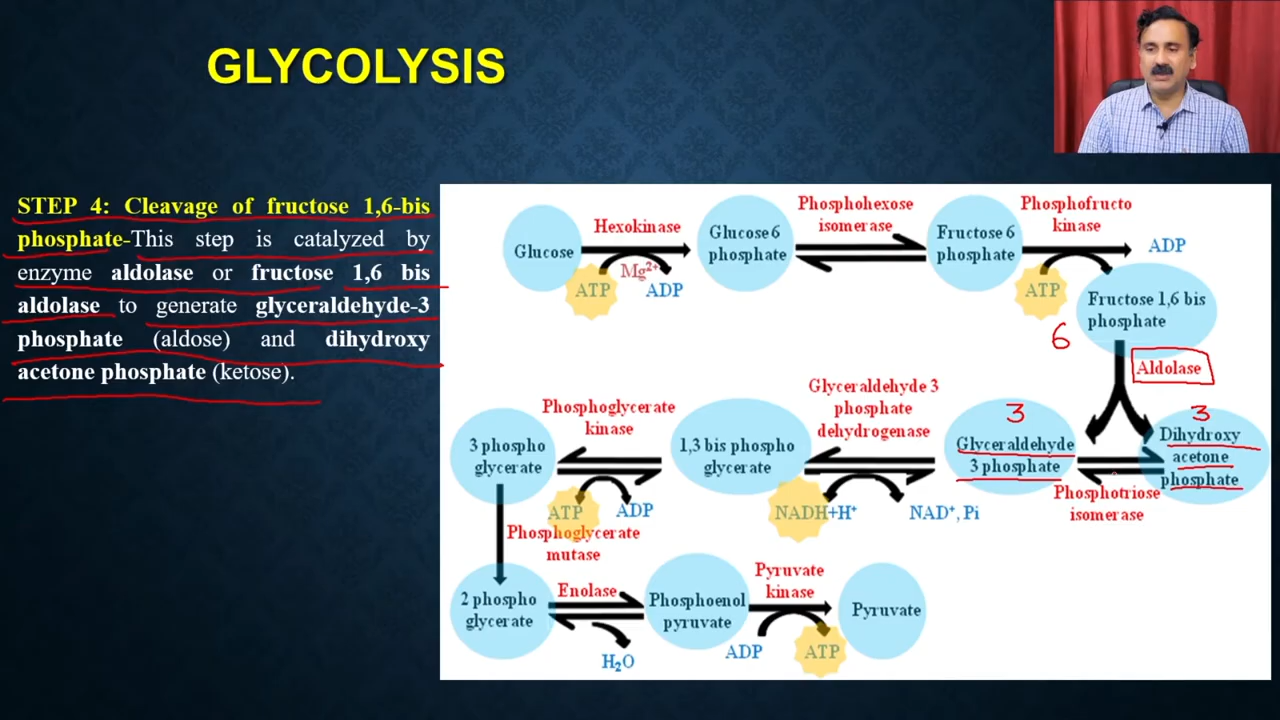 GLYCOLYSIS
STEP 4: Cleavage of fructose 1,6-bis
phosphate-This step is catalyzed by
enzyme aldolase or fructose 1,6 bis
aldolase to generate glyceraldehyde-3
phosphate (aldose) and dihydroxy
acetone phosphate (ketose).
Glucose
Hexokinase
Mg²⁺
ATP
ADP
Glucose 6
phosphate
Phosphohexose
isomerase
Fructose 6
phosphate
Phosphofructo
kinase
ATP
ADP
Fructose 1,6 bis
phosphate
6
Aldolase
3
Glyceraldehyde
3 phosphate
3
Dihydroxy
acetone
phosphate
Phosphotriose
isomerase
Glyceraldehyde 3
phosphate
dehydrogenase
NADH+H⁺
NAD⁺, Pi
1,3 bis phospho
glycerate
Phosphoglycerate
kinase
ATP
ADP
3 phospho
glycerate
Phosphoglycerate
mutase
2 phospho
glycerate
Enolase
H₂O
Phosphoenol
pyruvate
Pyruvate
kinase
ADP
ATP
Pyruvate